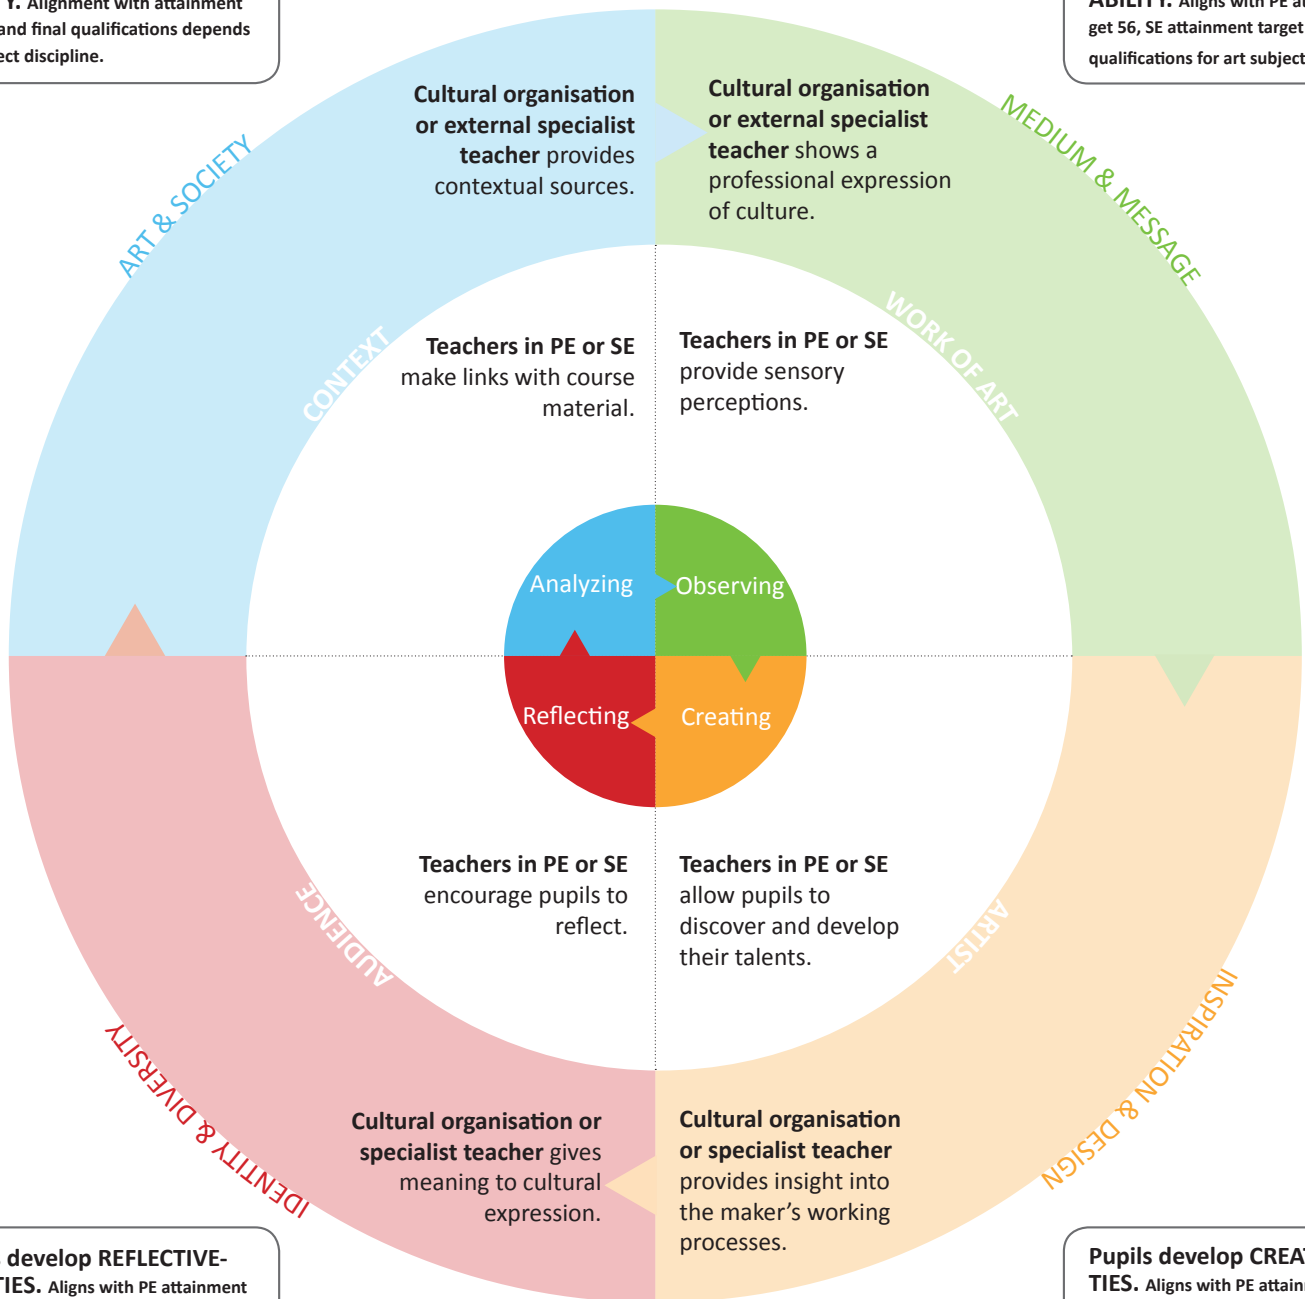 Y. Alignment with attainment
and final qualifications depends
ect discipline.
ABILITY. Aligns with PE at
get 56, SE attainment target
qualifications for art subject
ART & SOCIETY
MEDIUM & MESSAGE
Cultural organisation
or external specialist
teacher provides
contextual sources.
Cultural organisation
or external specialist
teacher shows a
professional expression
of culture.
CONTEXT
WORK OF ART
Teachers in PE or SE
make links with course
material.
Teachers in PE or SE
provide sensory
perceptions.
Analyzing
Observing
Reflecting
Creating
Teachers in PE or SE
encourage pupils to
reflect.
Teachers in PE or SE
allow pupils to
discover and develop
their talents.
AUDIENCE
ARTIST
IDENTITY & DIVERSITY
INSPIRATION & DESIGN
Cultural organisation or
specialist teacher gives
meaning to cultural
expression.
Cultural organisation
or specialist teacher
provides insight into
the maker's working
processes.
develop REFLECTIVE-
TIES. Aligns with PE attainment
Pupils develop CREA
TIES. Aligns with PE attain